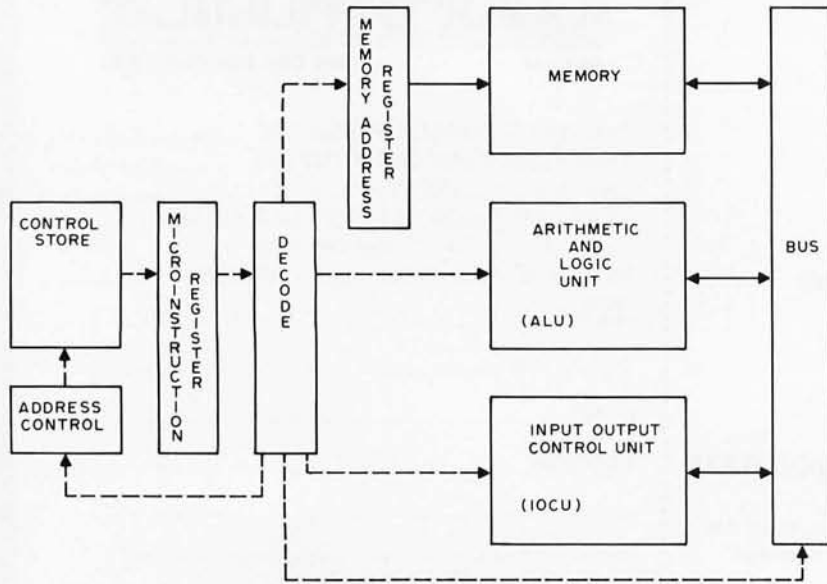 MEMORY ADDRESS
REGISTER
MEMORY
CONTROL
STORE
MICROINSTRUCTION
REGISTER
DECODE
ARITHMETIC
AND
LOGIC
UNIT
(ALU)
BUS
ADDRESS
CONTROL
INPUT OUTPUT
CONTROL UNIT
(IOCU)